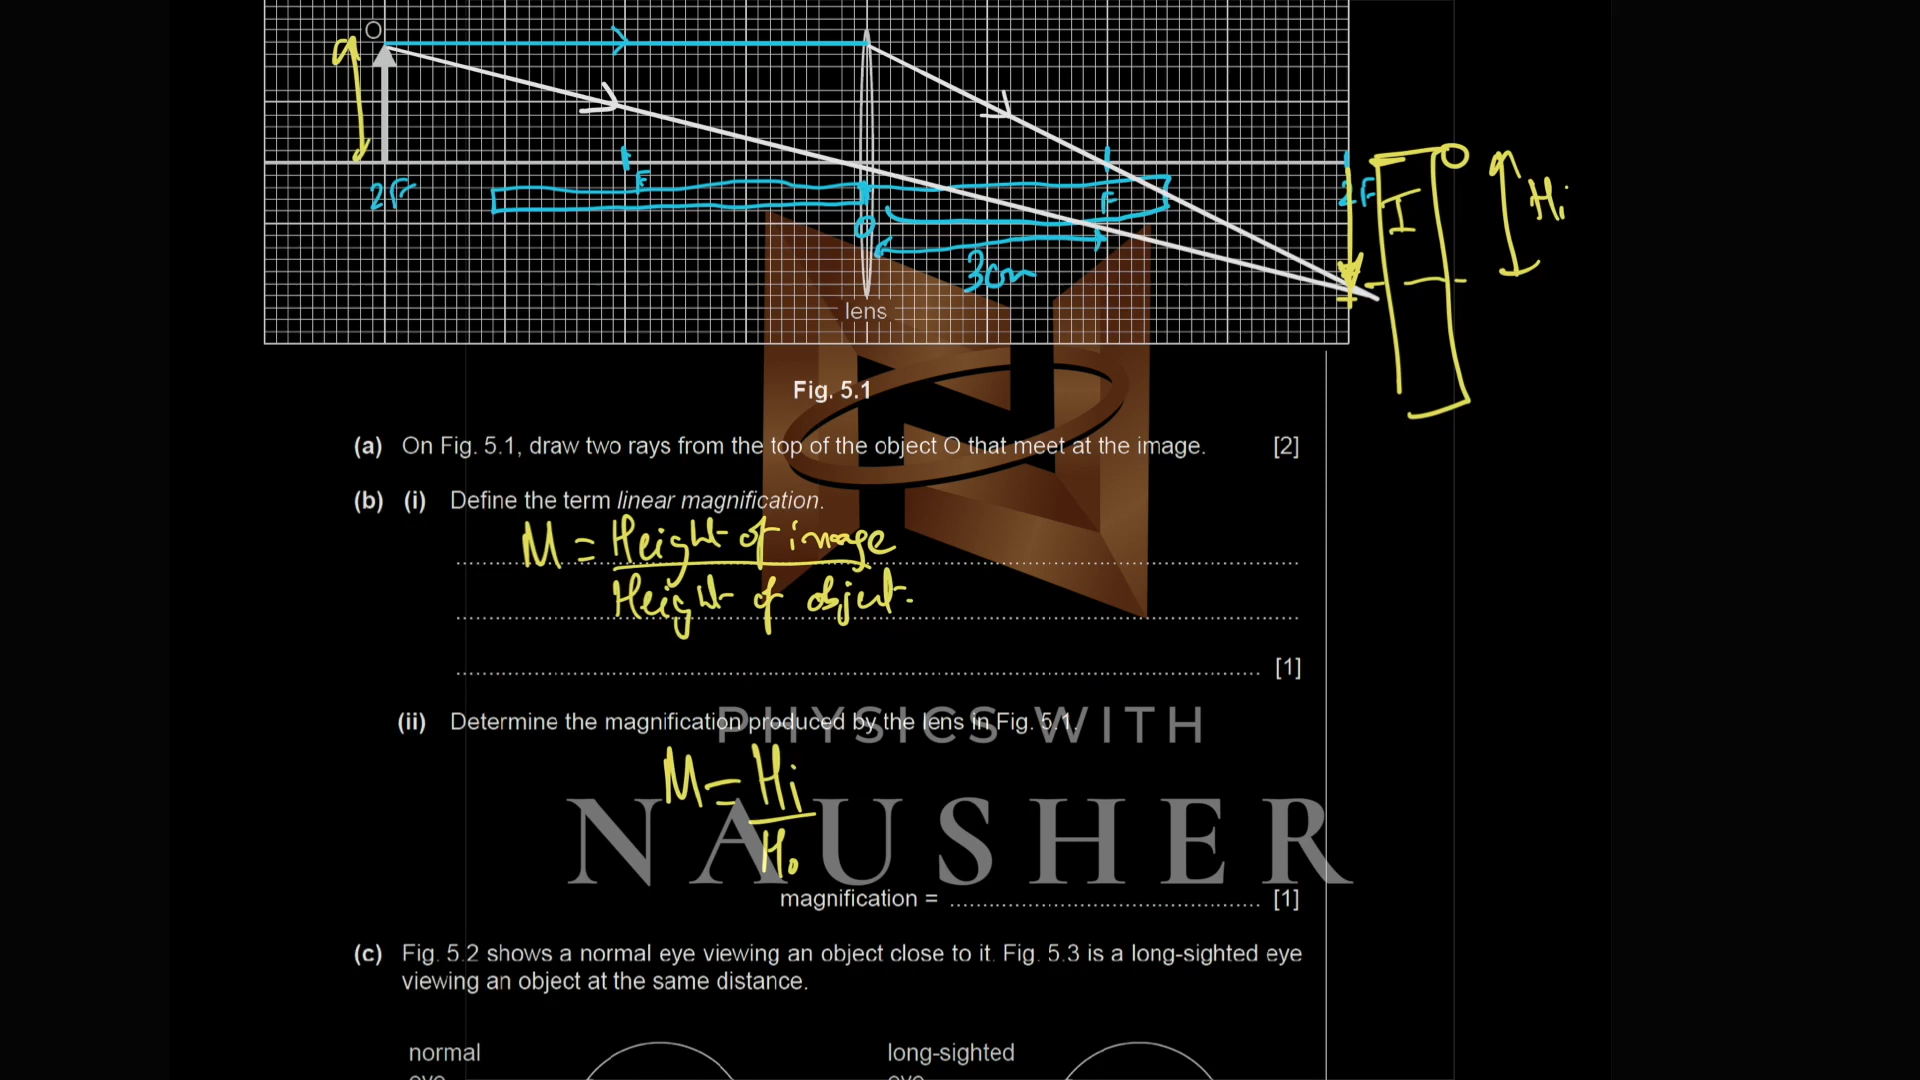 O
2F
F
F
2F
I
O
Hi
O
3cm
lens
Fig. 5.1
(a) On Fig. 5.1, draw two rays from the top of the object O that meet at the image. [2]
(b) (i) Define the term linear magnification.
M = Height of image
Height of object.
[1]
(ii) Determine the magnification produced by the lens in Fig. 5.1.
PHYSICS WITH
M = Hi
Ho
NAUSHER
magnification = [1]
(c) Fig. 5.2 shows a normal eye viewing an object close to it. Fig. 5.3 is a long-sighted eye
viewing an object at the same distance.
normal long-sighted